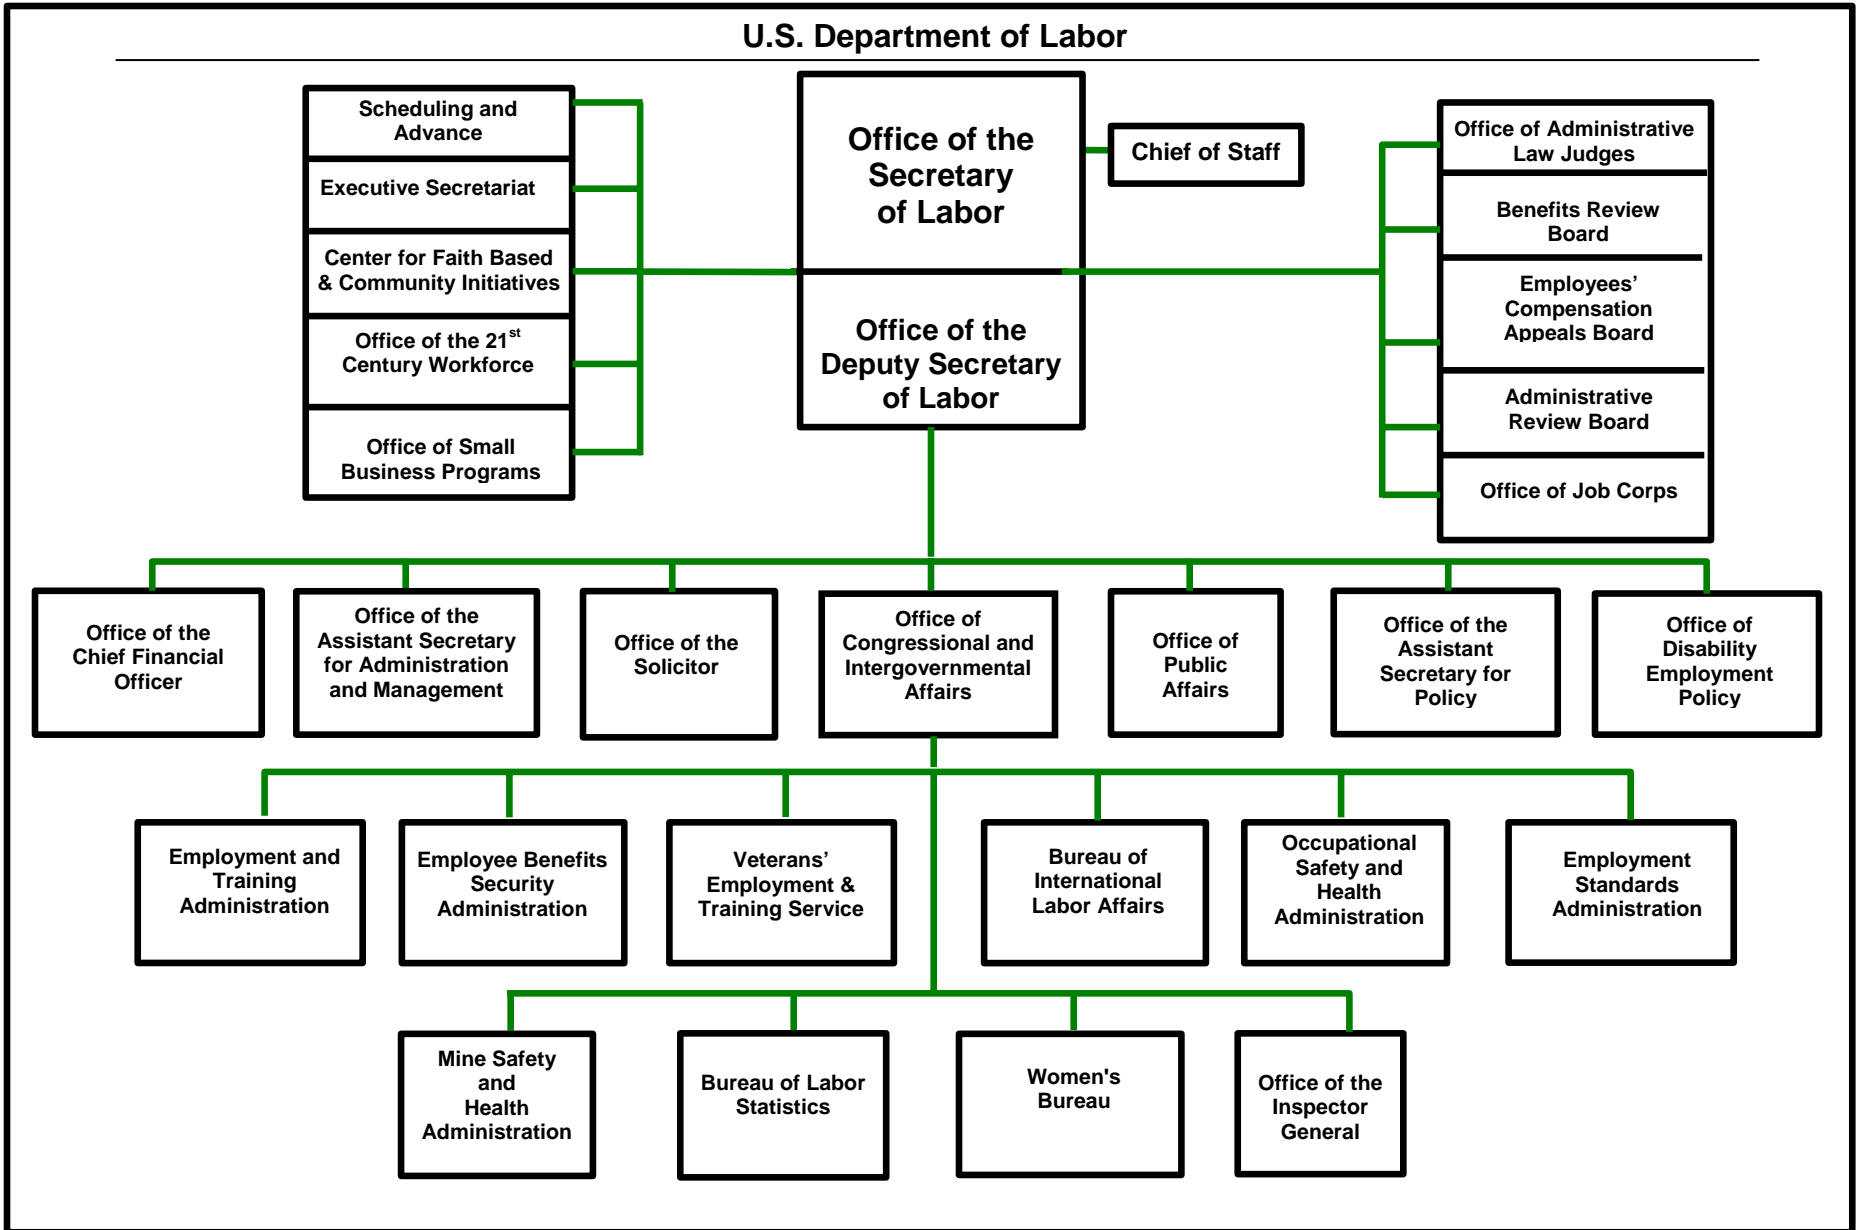 U.S. Department of Labor
Scheduling and
Advance
Executive Secretariat
Center for Faith Based
& Community Initiatives
Office of the 21st
Century Workforce
Office of Small
Business Programs
Office of the
Secretary
of Labor
Office of the
Deputy Secretary
of Labor
Chief of Staff
Office of Administrative
Law Judges
Benefits Review
Board
Employees’
Compensation
Appeals Board
Administrative
Review Board
Office of Job Corps
Office of the
Chief Financial
Officer
Office of the
Assistant Secretary
for Administration
and Management
Office of the
Solicitor
Office of
Congressional and
Intergovernmental
Affairs
Office of
Public
Affairs
Office of the
Assistant
Secretary for
Policy
Office of
Disability
Employment
Policy
Employment and
Training
Administration
Employee Benefits
Security
Administration
Veterans’
Employment &
Training Service
Bureau of
International
Labor Affairs
Occupational
Safety and
Health
Administration
Employment
Standards
Administration
Mine Safety
and
Health
Administration
Bureau of Labor
Statistics
Women's
Bureau
Office of the
Inspector
General